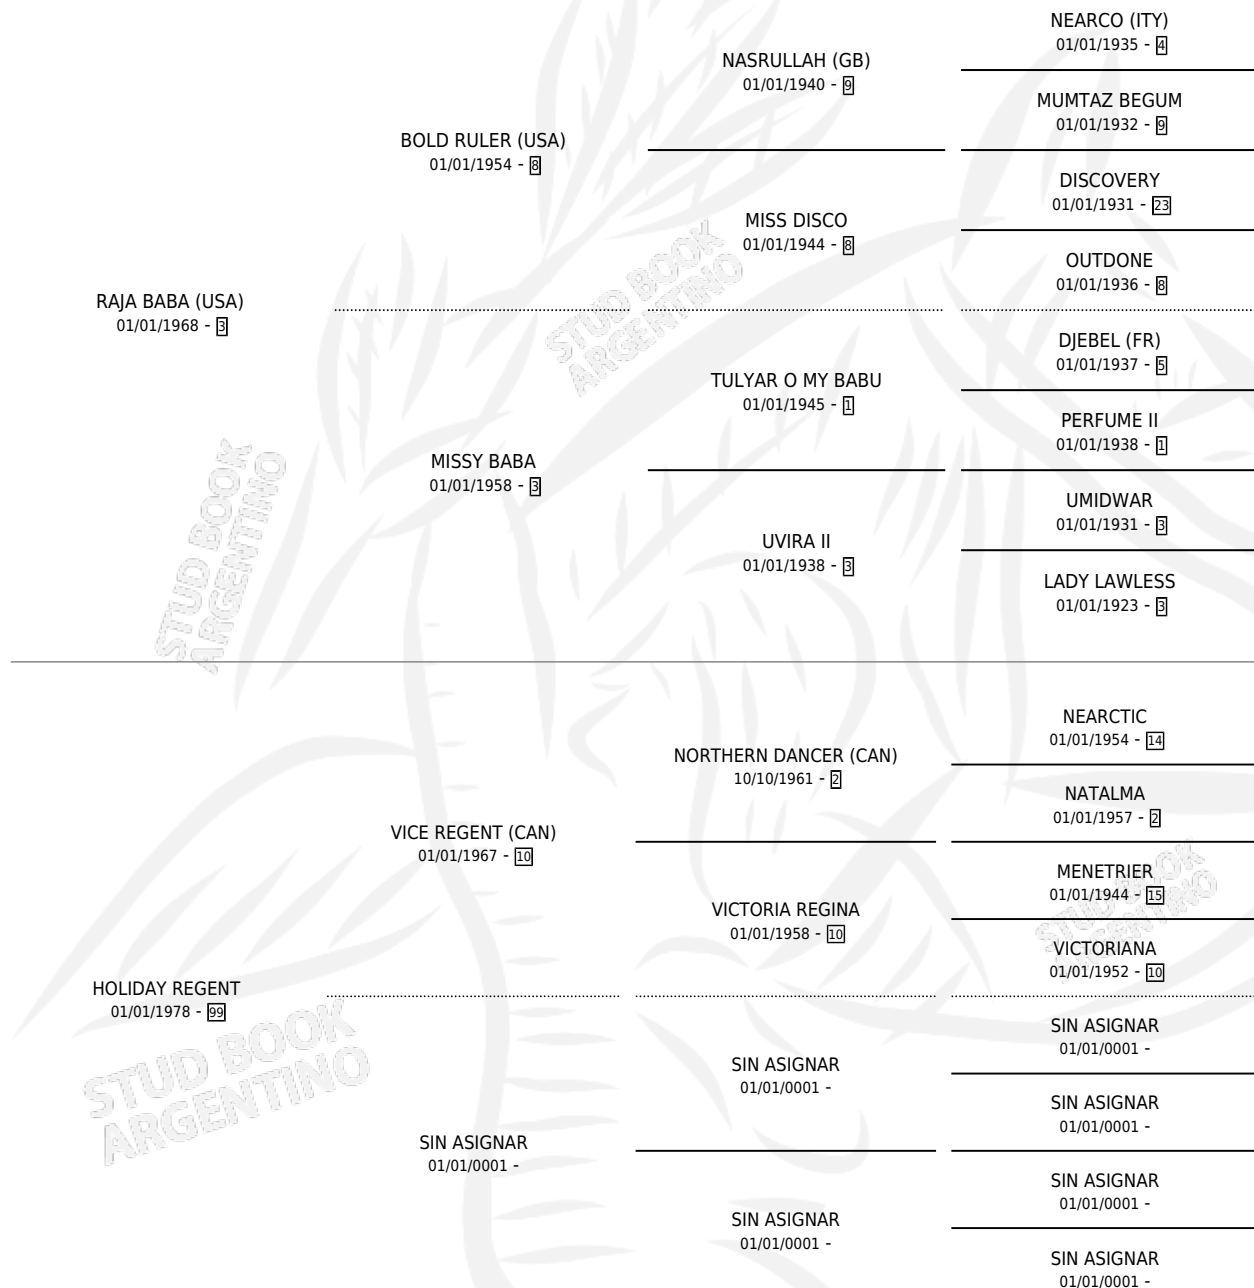 NEARCO (ITY)
01/01/1935 - 4
NASRULLAH (GB)
01/01/1940 - 9
MUMTAZ BEGUM
01/01/1932 - 9
BOLD RULER (USA)
01/01/1954 - 8
DISCOVERY
01/01/1931 - 23
MISS DISCO
01/01/1944 - 8
OUTDONE
01/01/1936 - 8
RAJA BABA (USA)
01/01/1968 - 3
DJEBEL (FR)
01/01/1937 - 5
TULYAR O MY BABU
01/01/1945 - 1
PERFUME II
01/01/1938 - 1
MISSY BABA
01/01/1958 - 3
UMIDWAR
01/01/1931 - 3
UVIRA II
01/01/1938 - 3
LADY LAWLESS
01/01/1923 - 3
NEARCTIC
01/01/1954 - 14
NORTHERN DANCER (CAN)
10/10/1961 - 2
NATALMA
01/01/1957 - 2
VICE REGENT (CAN)
01/01/1967 - 10
MENETRIER
01/01/1944 - 15
VICTORIA REGINA
01/01/1958 - 10
VICTORIANA
01/01/1952 - 10
HOLIDAY REGENT
01/01/1978 - 99
SIN ASIGNAR
01/01/0001 -
SIN ASIGNAR
01/01/0001 -
SIN ASIGNAR
01/01/0001 -
SIN ASIGNAR
01/01/0001 -
SIN ASIGNAR
01/01/0001 -
SIN ASIGNAR
01/01/0001 -
SIN ASIGNAR
01/01/0001 -
STUD BOOK
ARGENTINO
STUD BOOK
ARGENTINO
STUD BOOK
ARGENTINO
STUD BOOK
ARGENTINO